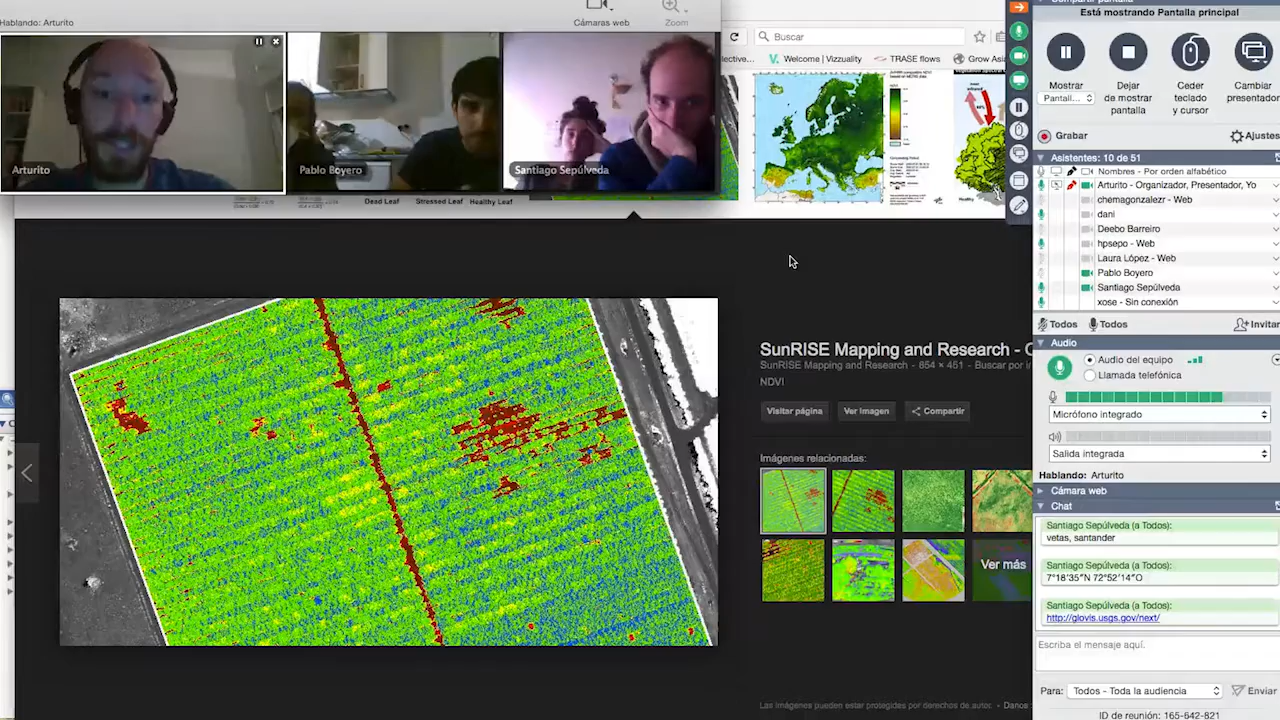 Hablando: Arturito
Cámaras web
Zoom
Arturito
Pablo Boyero
Santiago Sepúlveda
Buscar
Welcome | Vizzuality
TRASE flows
Dead Leaf
Stressed Leaf
Healthy Leaf
SunRISE Mapping and Research -
SunRISE Mapping and Research - 854 × 451 - Buscar por
NDVI
Visitar página
Ver imagen
Compartir
Imágenes relacionadas:
Ver más
Las imágenes pueden estar protegidas por derechos de autor.
Está mostrando Pantalla principal
Mostrar
Pantall...
Dejar
de mostrar
pantalla
Ceder
teclado
y cursor
Cambiar
presentador
Grabar
Ajustes
Asistentes: 10 de 51
Nombres - Por orden alfabético
Arturito - Organizador, Presentador, Yo
chemagonzalezr - Web
dani
Deebo Barreiro
hpsepo - Web
Laura López - Web
Pablo Boyero
Santiago Sepúlveda
xose - Sin conexión
Todos
Todos
Invitar
Audio
Audio del equipo
Llamada telefónica
Micrófono integrado
Salida integrada
Hablando: Arturito
Cámara web
Chat
Santiago Sepúlveda (a Todos):
vetas, santander
Santiago Sepúlveda (a Todos):
7°18'35"N 72°52'14"O
Santiago Sepúlveda (a Todos):
http://glovis.usgs.gov/next/
Escriba el mensaje aquí.
Para:
Todos - Toda la audiencia
Enviar
ID de reunión: 165-642-821